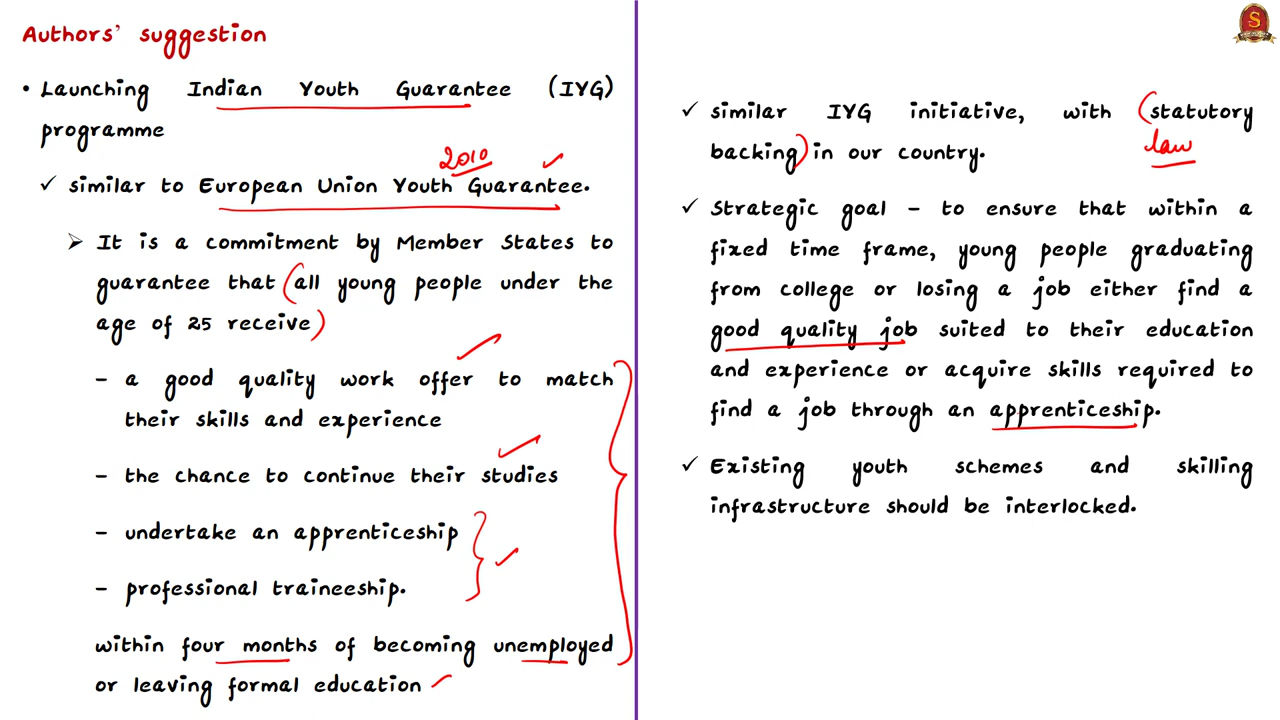 Authors' suggestion
• Launching Indian Youth Guarantee (IYG)
programme
2010
✓ similar to European Union Youth Guarantee.
➤ It is a commitment by Member States to
guarantee that (all young people under the
age of 25 receive)
- a good quality work offer to match
their skills and experience
- the chance to continue their studies
- undertake an apprenticeship
- professional traineeship.
within four months of becoming unemployed
or leaving formal education
✓ similar IYG initiative, with (statutory
backing) in our country.
law
✓ Strategic goal - to ensure that within a
fixed time frame, young people graduating
from college or losing a job either find a
good quality job suited to their education
and experience or acquire skills required to
find a job through an apprenticeship.
✓ Existing youth schemes and skilling
infrastructure should be interlocked.
S